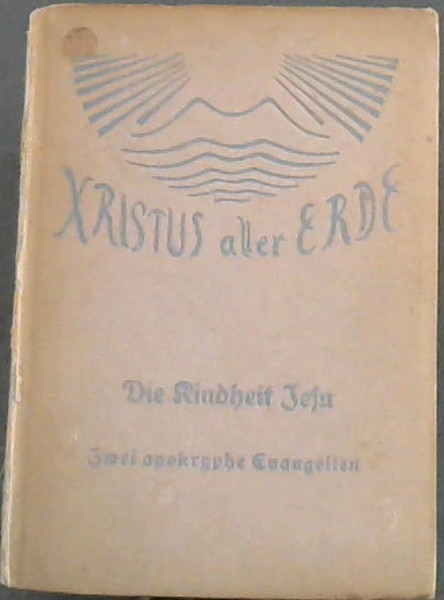 XRISTUS aller ERDE
Die Kindheit Jesu
Zwei apokryphe Evangelien